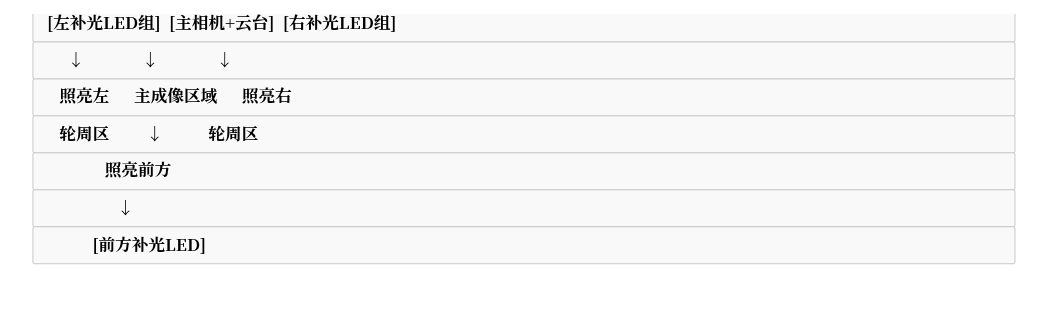 [左补光LED组] [主相机+云台] [右补光LED组]
↓ ↓ ↓
照亮左 主成像区域 照亮右
轮周区 ↓ 轮周区
照亮前方
↓
[前方补光LED]